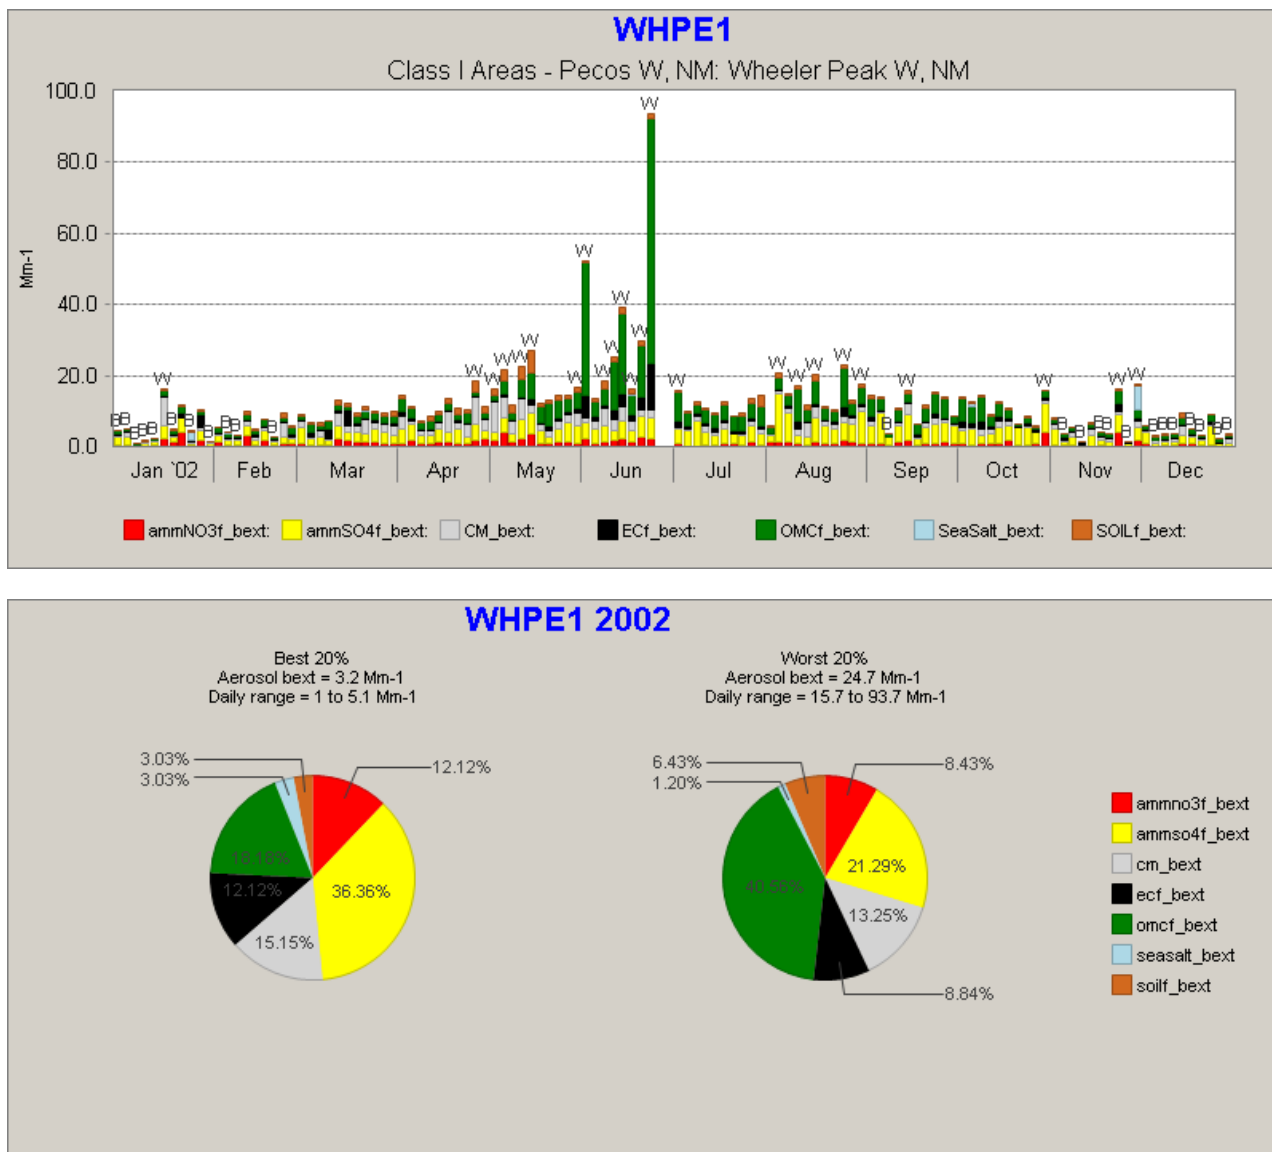 WHPE1
Class I Areas - Pecos W, NM: Wheeler Peak W, NM
100.0
80.0
60.0
40.0
20.0
0.0
Mm-1
Jan `02 Feb Mar Apr May Jun Jul Aug Sep Oct Nov Dec
ammNO3f_bext: ammSO4f_bext: CM_bext: ECf_bext: OMCf_bext: SeaSalt_bext: SOILf_bext:
WHPE1 2002
Best 20%
Aerosol bext = 3.2 Mm-1
Daily range = 1 to 5.1 Mm-1
3.03%
3.03%
12.12%
18.18%
12.12%
36.36%
15.15%
Worst 20%
Aerosol bext = 24.7 Mm-1
Daily range = 15.7 to 93.7 Mm-1
6.43%
1.20%
8.43%
21.29%
40.56%
13.25%
8.84%
ammno3f_bext
ammso4f_bext
cm_bext
ecf_bext
omcf_bext
seasalt_bext
soilf_bext